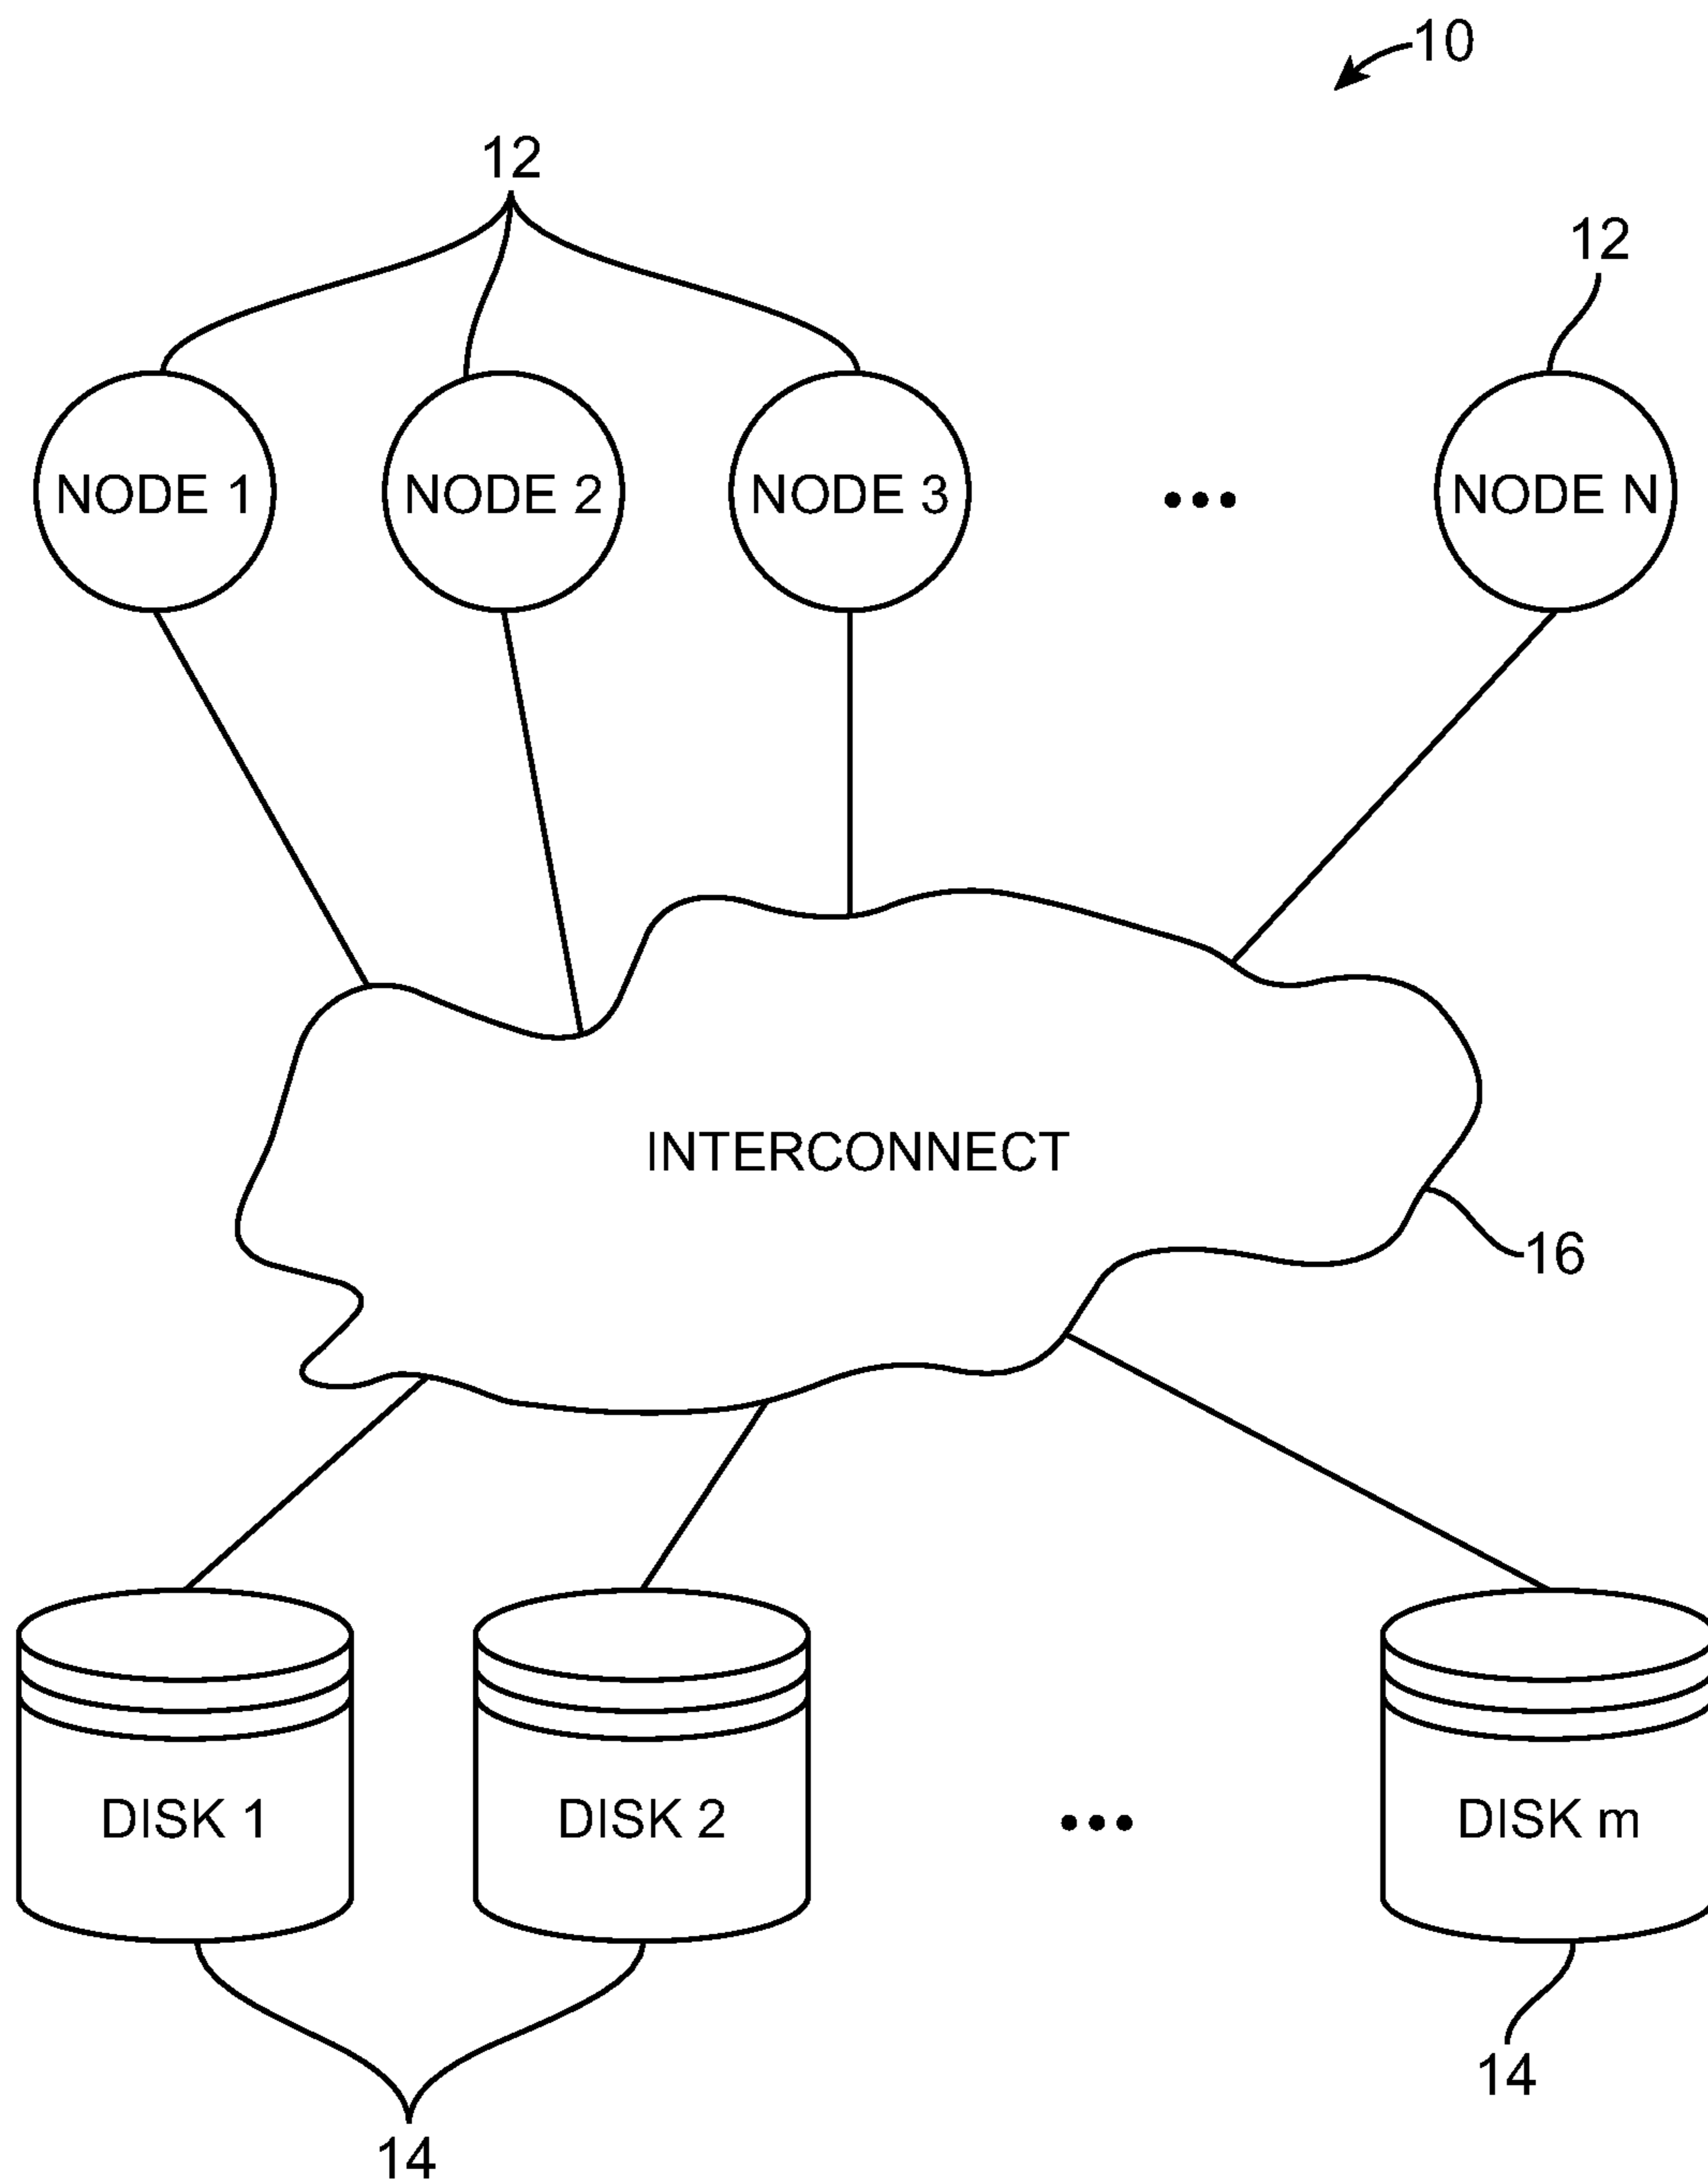 10
12
12
NODE 1
NODE 2
NODE 3
...
NODE N
INTERCONNECT
16
DISK 1
DISK 2
...
DISK m
14
14